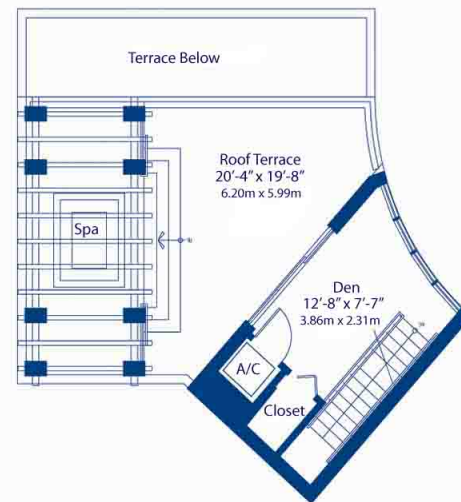 Terrace Below
Roof Terrace
20'-4" x 19'-8"
6.20m x 5.99m
Spa
Den
12'-8" x 7'-7"
3.86m x 2.31m
A/C
Closet